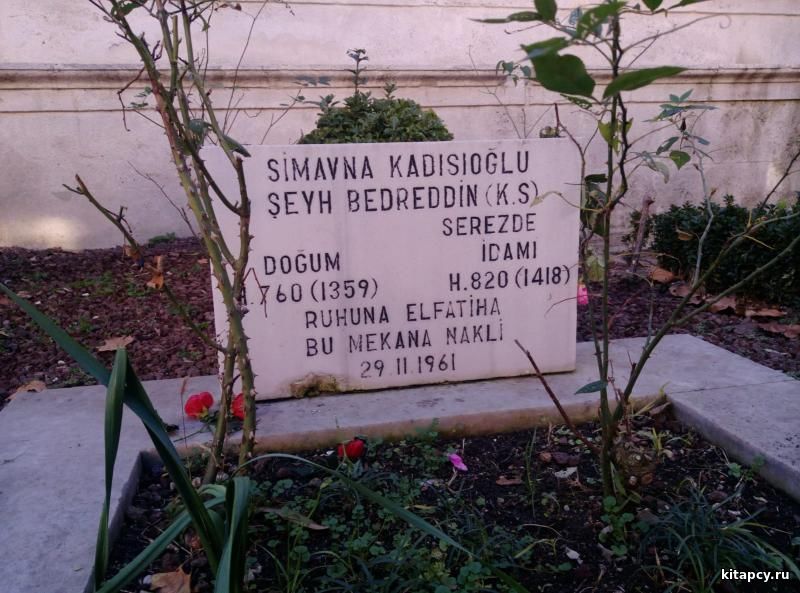 SİMAVNA KADISIOĞLU
ŞEYH BEDREDDİN (K.S)
SEREZDE
DOĞUM İDAMI
H.760 (1359) H.820 (1418)
RUHUNA ELFATİHA
BU MEKANA NAKLİ
29 11.1961
kitapcy.ru